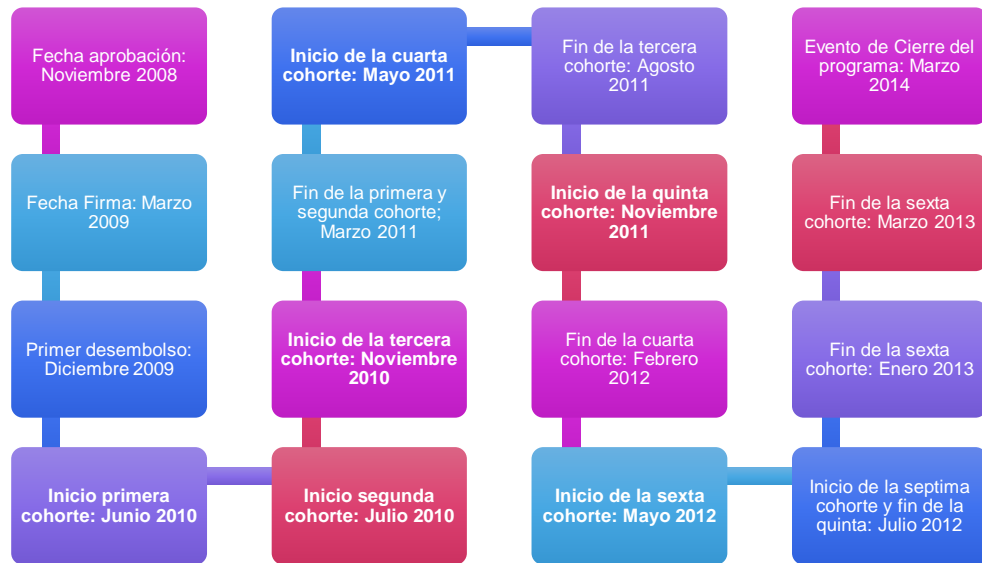 Fecha aprobación:
Noviembre 2008
Fecha Firma: Marzo
2009
Primer desembolso:
Diciembre 2009
Inicio primera
cohorte: Junio 2010
Inicio segunda
cohorte: Julio 2010
Inicio de la tercera
cohorte: Noviembre
2010
Fin de la primera y
segunda cohorte;
Marzo 2011
Inicio de la cuarta
cohorte: Mayo 2011
Fin de la tercera
cohorte: Agosto
2011
Inicio de la quinta
cohorte: Noviembre
2011
Fin de la cuarta
cohorte: Febrero
2012
Inicio de la sexta
cohorte: Mayo 2012
Inicio de la septima
cohorte y fin de la
quinta: Julio 2012
Fin de la sexta
cohorte: Enero 2013
Fin de la sexta
cohorte: Marzo 2013
Evento de Cierre del
programa: Marzo
2014